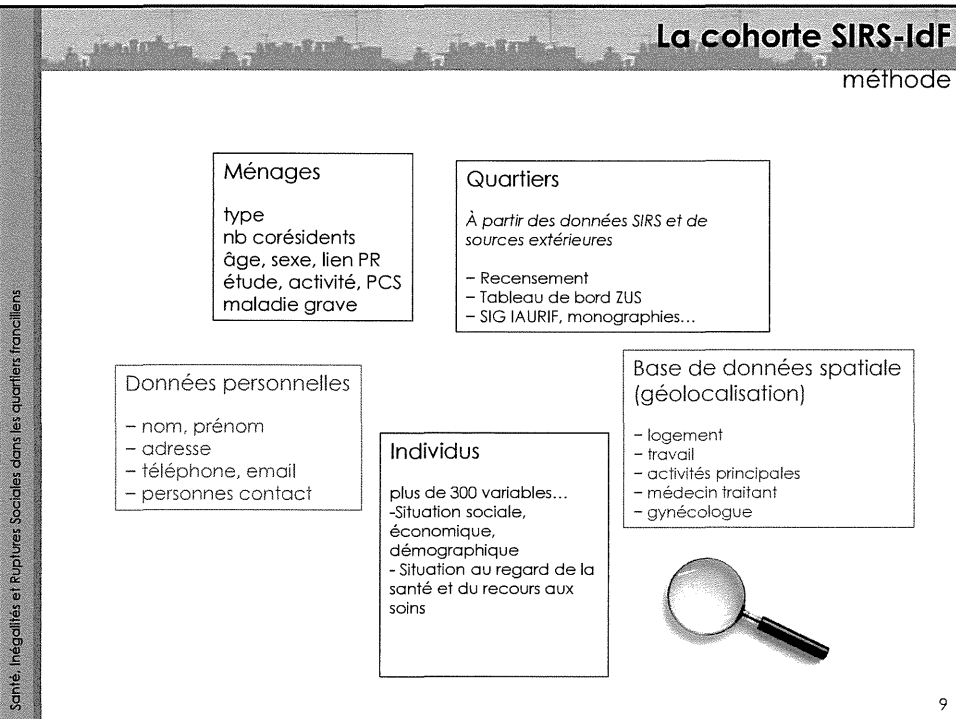 La cohorte SIRS-IdF
méthode
Ménages
type
nb corésidents
âge, sexe, lien PR
étude, activité, PCS
maladie grave
Quartiers
À partir des données SIRS et de
sources extérieures
– Recensement
– Tableau de bord ZUS
– SIG IAURIF, monographies...
Données personnelles
– nom, prénom
– adresse
– téléphone, email
– personnes contact
Individus
plus de 300 variables...
-Situation sociale,
économique,
démographique
- Situation au regard de la
santé et du recours aux
soins
Base de données spatiale
(géolocalisation)
– logement
– travail
– activités principales
– médecin traitant
– gynécologue
Santé, Inégalités et Ruptures Sociales dans les quartiers franciliens
9